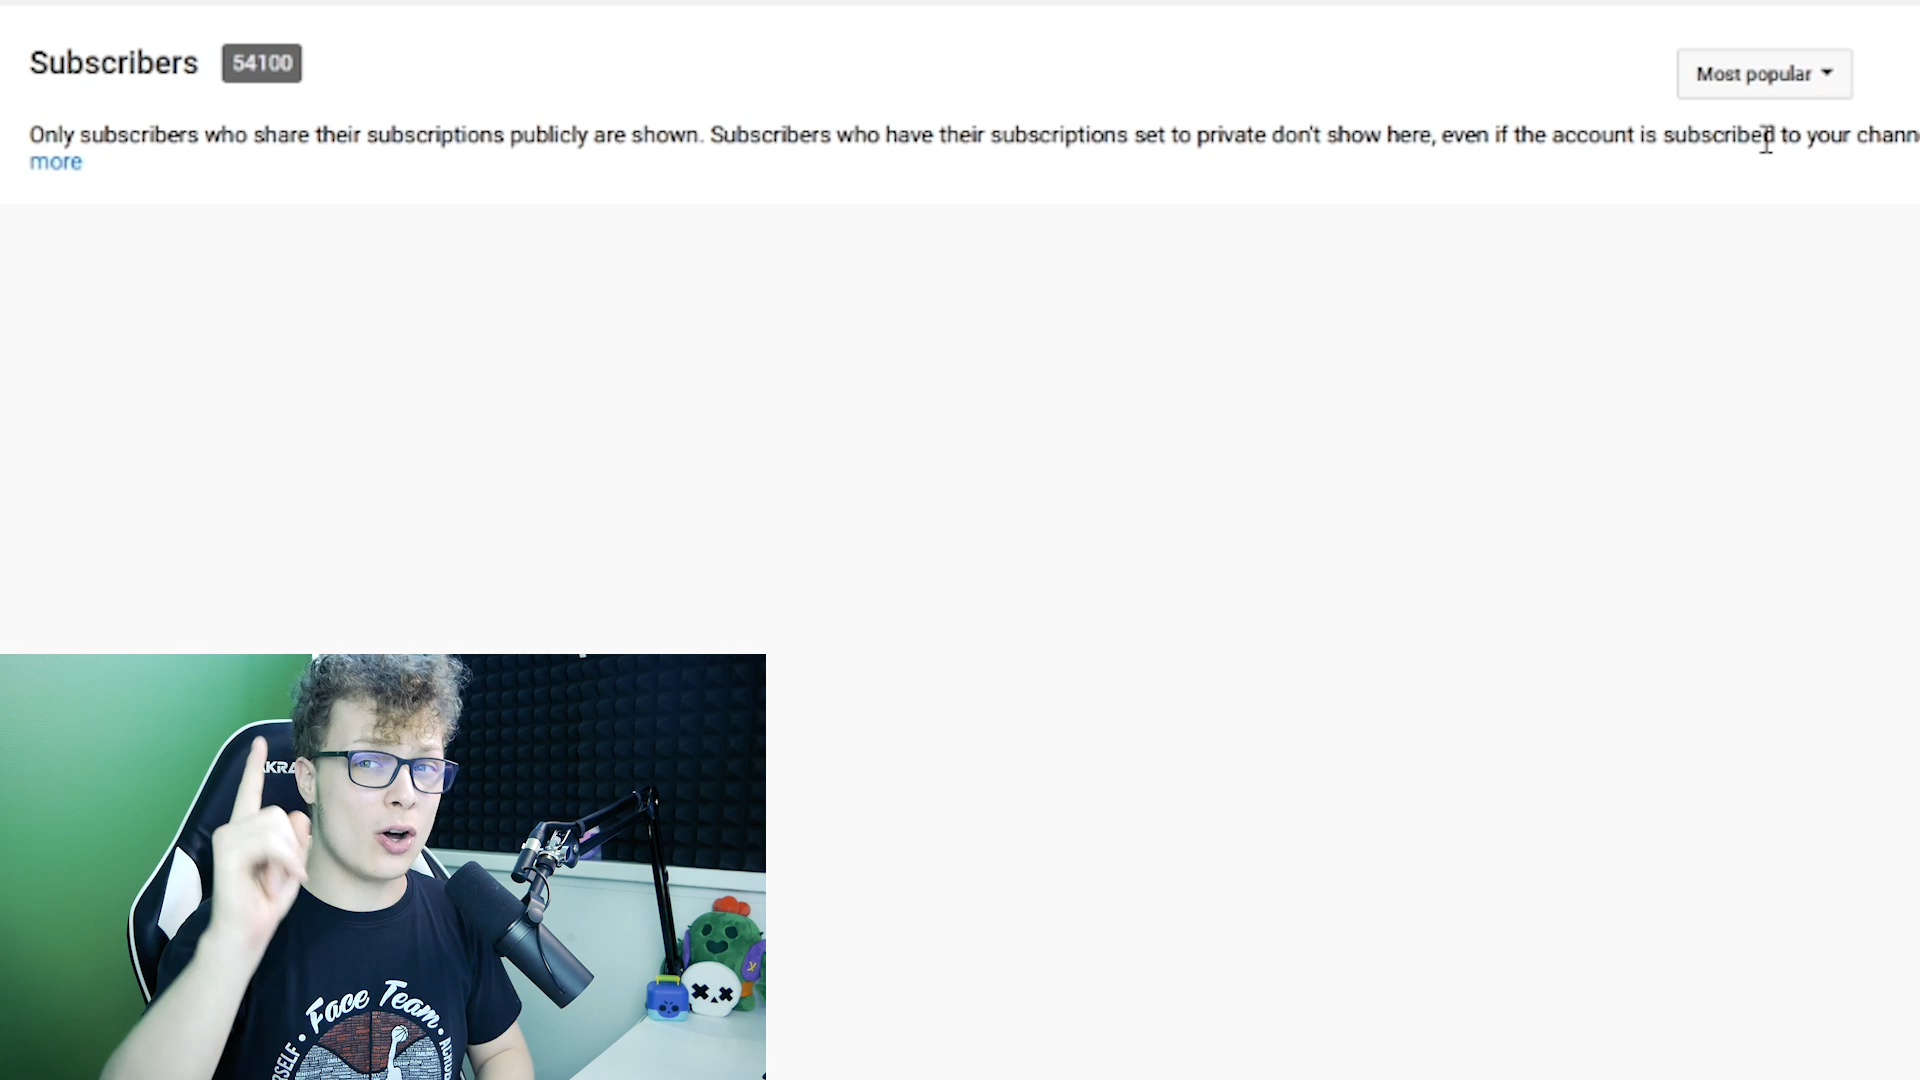 Subscribers 54100
Most popular
Only subscribers who share their subscriptions publicly are shown. Subscribers who have their subscriptions set to private don't show here, even if the account is subscribed to your chann
more
AKRA
Face Team